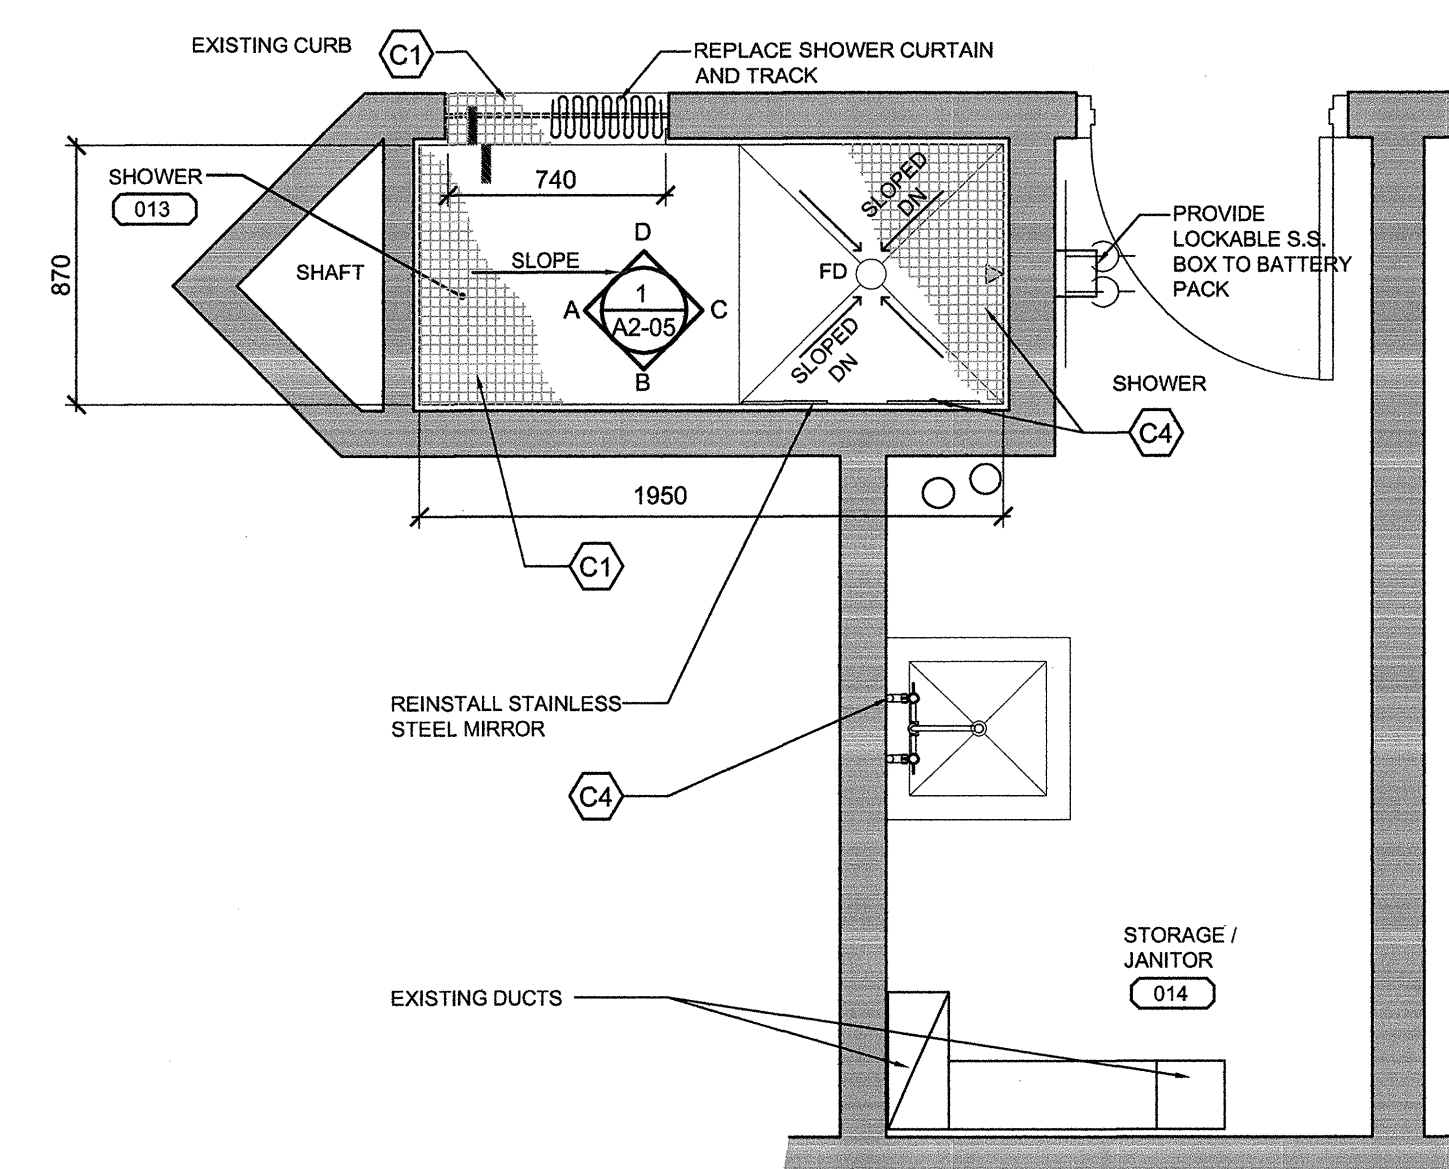 EXISTING CURB
C1
REPLACE SHOWER CURTAIN
AND TRACK
SHOWER
013
870
740
SHAFT
SLOPE
D
A
1
A2-05
C
B
FD
SLOPED
DN
SLOPED
DN
PROVIDE
LOCKABLE S.S.
BOX TO BATTERY
PACK
SHOWER
C4
1950
C1
REINSTALL STAINLESS
STEEL MIRROR
C4
STORAGE /
JANITOR
014
EXISTING DUCTS